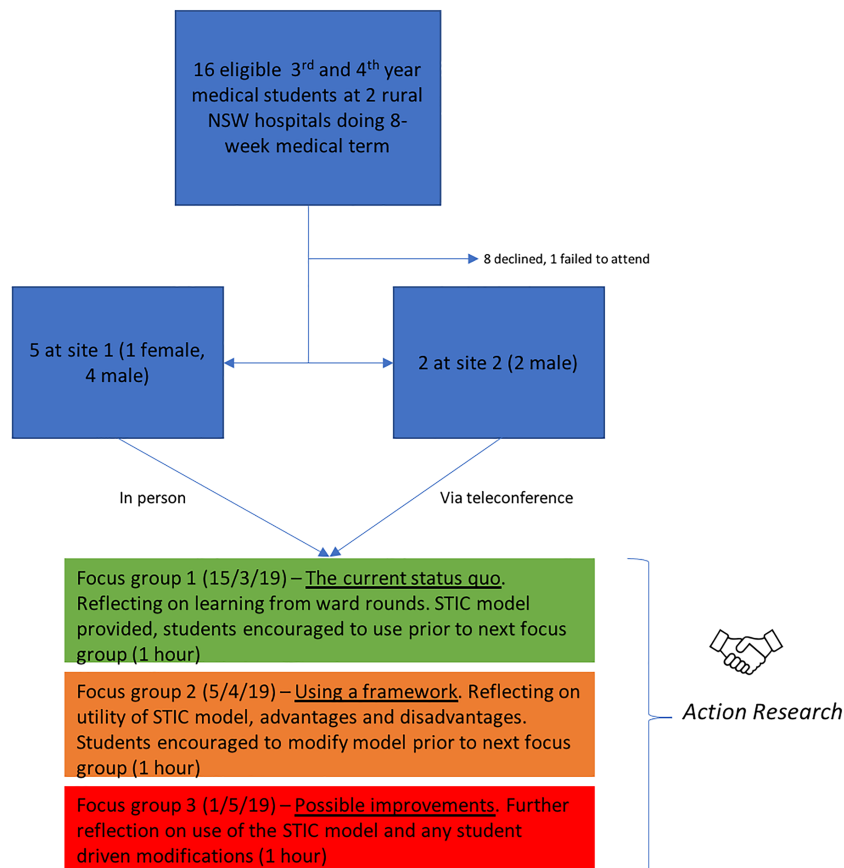 16 eligible 3rd and 4th year
medical students at 2 rural
NSW hospitals doing 8-
week medical term
8 declined, 1 failed to attend
5 at site 1 (1 female,
4 male)
2 at site 2 (2 male)
In person
Via teleconference
Focus group 1 (15/3/19) – The current status quo.
Reflecting on learning from ward rounds. STIC model
provided, students encouraged to use prior to next focus
group (1 hour)
Focus group 2 (5/4/19) – Using a framework. Reflecting on
utility of STIC model, advantages and disadvantages.
Students encouraged to modify model prior to next focus
group (1 hour)
Action Research
Focus group 3 (1/5/19) – Possible improvements. Further
reflection on use of the STIC model and any student
driven modifications (1 hour)